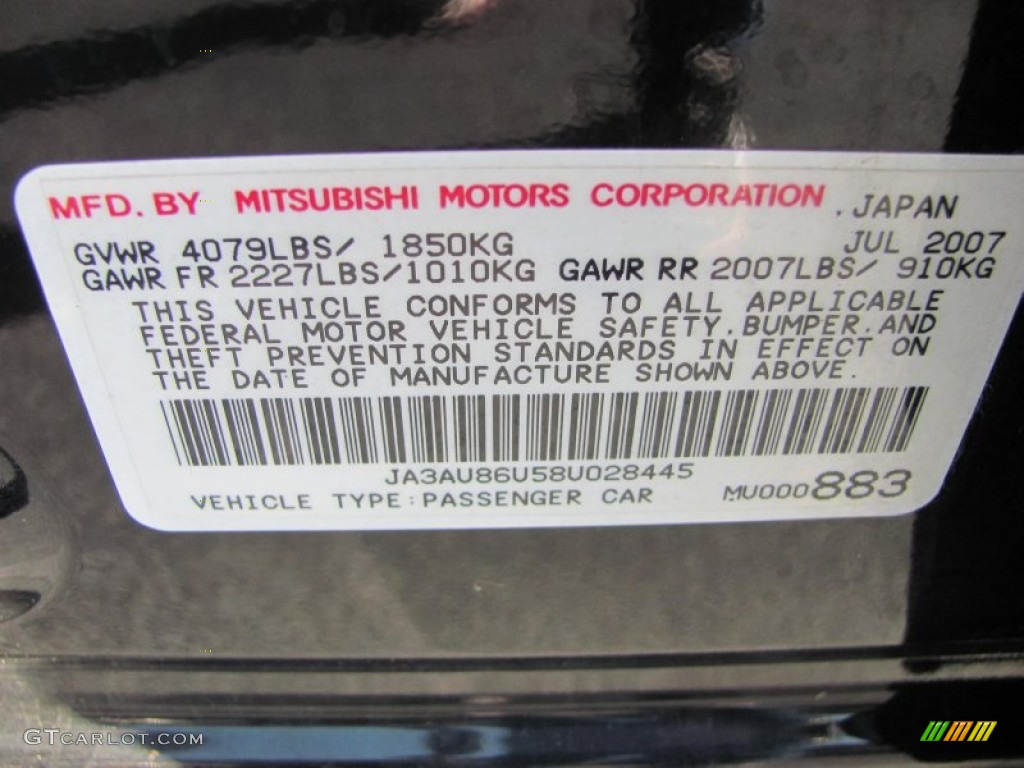 MFD. BY MITSUBISHI MOTORS CORPORATION .JAPAN
GVWR 4079LBS/ 1850KG JUL 2007
GAWR FR 2227LBS/1010KG GAWR RR 2007LBS/ 910KG
THIS VEHICLE CONFORMS TO ALL APPLICABLE
FEDERAL MOTOR VEHICLE SAFETY.BUMPER.AND
THEFT PREVENTION STANDARDS IN EFFECT ON
THE DATE OF MANUFACTURE SHOWN ABOVE.
JA3AU86U58U028445
VEHICLE TYPE:PASSENGER CAR MU000883
GTCARLOT.COM